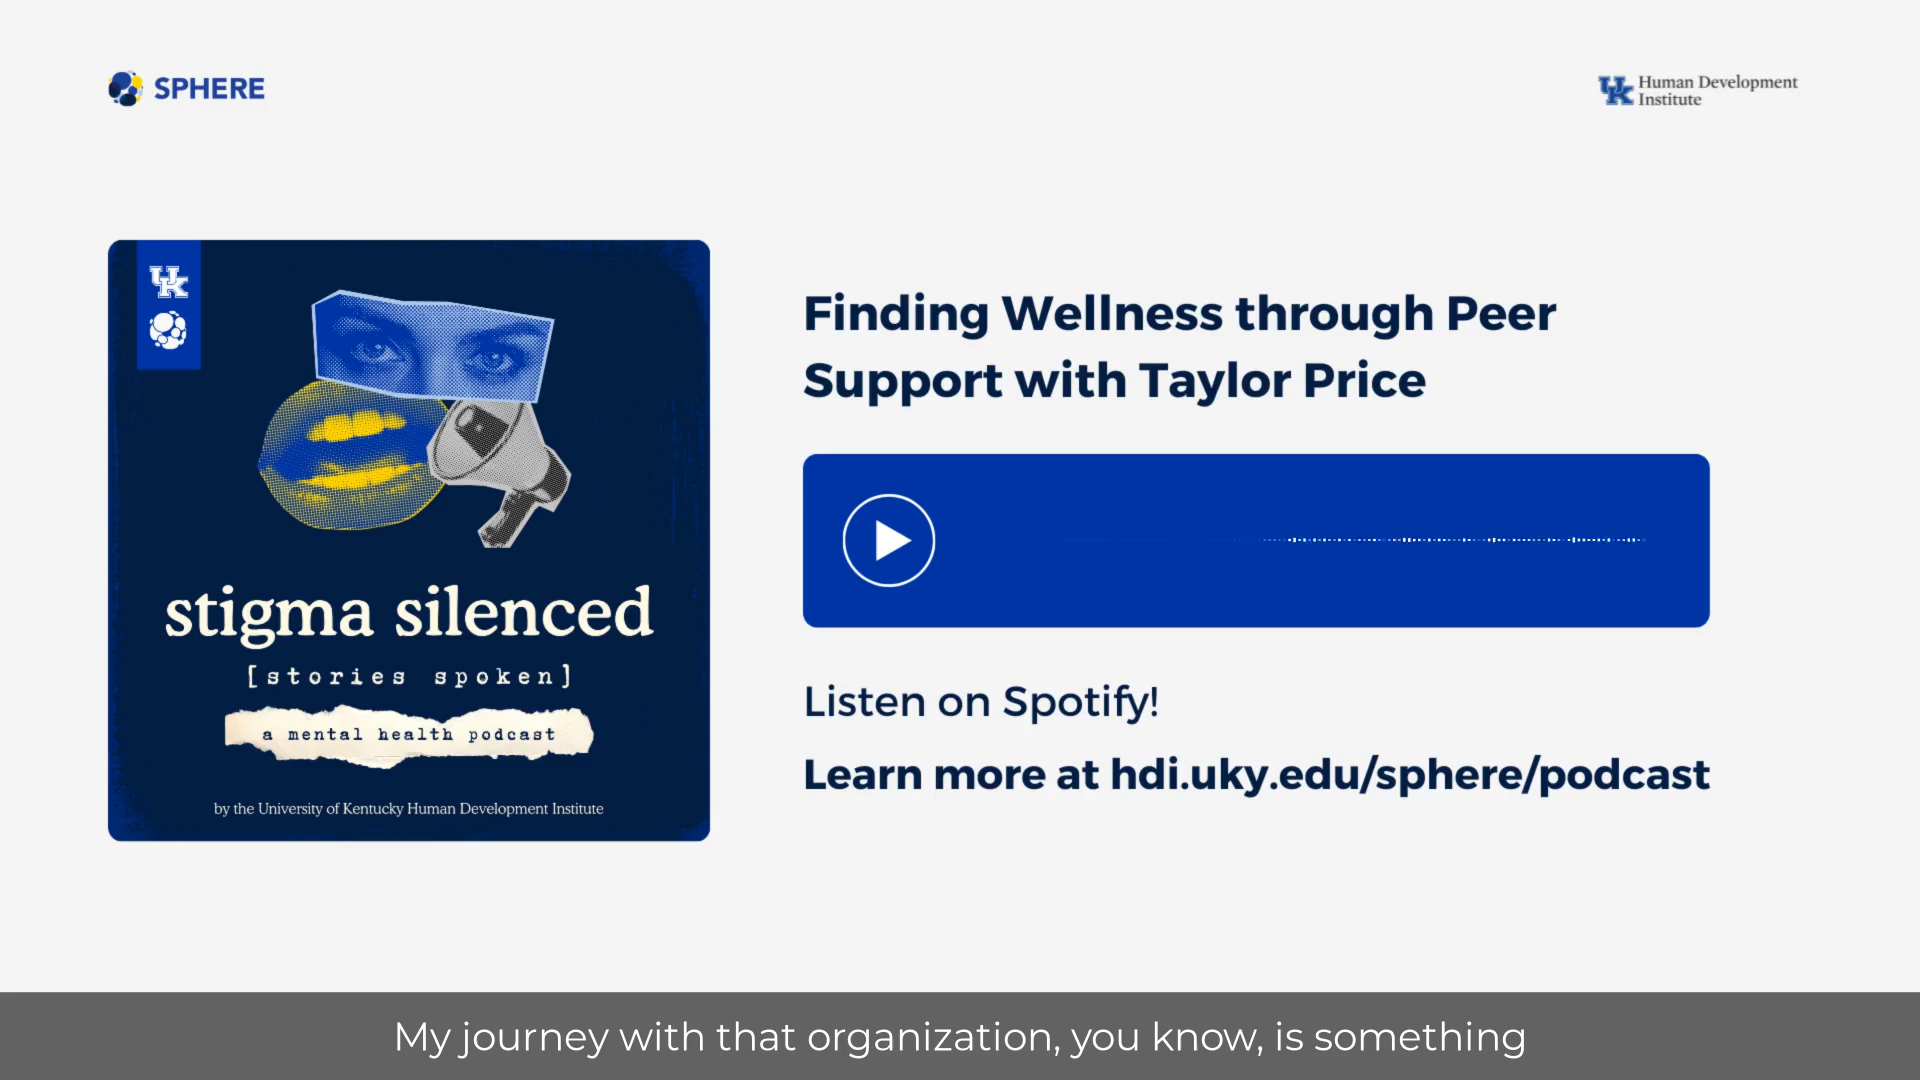 SPHERE
UK Human Development
Institute
UK
stigma silenced
[stories spoken]
a mental health podcast
by the University of Kentucky Human Development Institute
Finding Wellness through Peer
Support with Taylor Price
Listen on Spotify!
Learn more at hdi.uky.edu/sphere/podcast
My journey with that organization, you know, is something